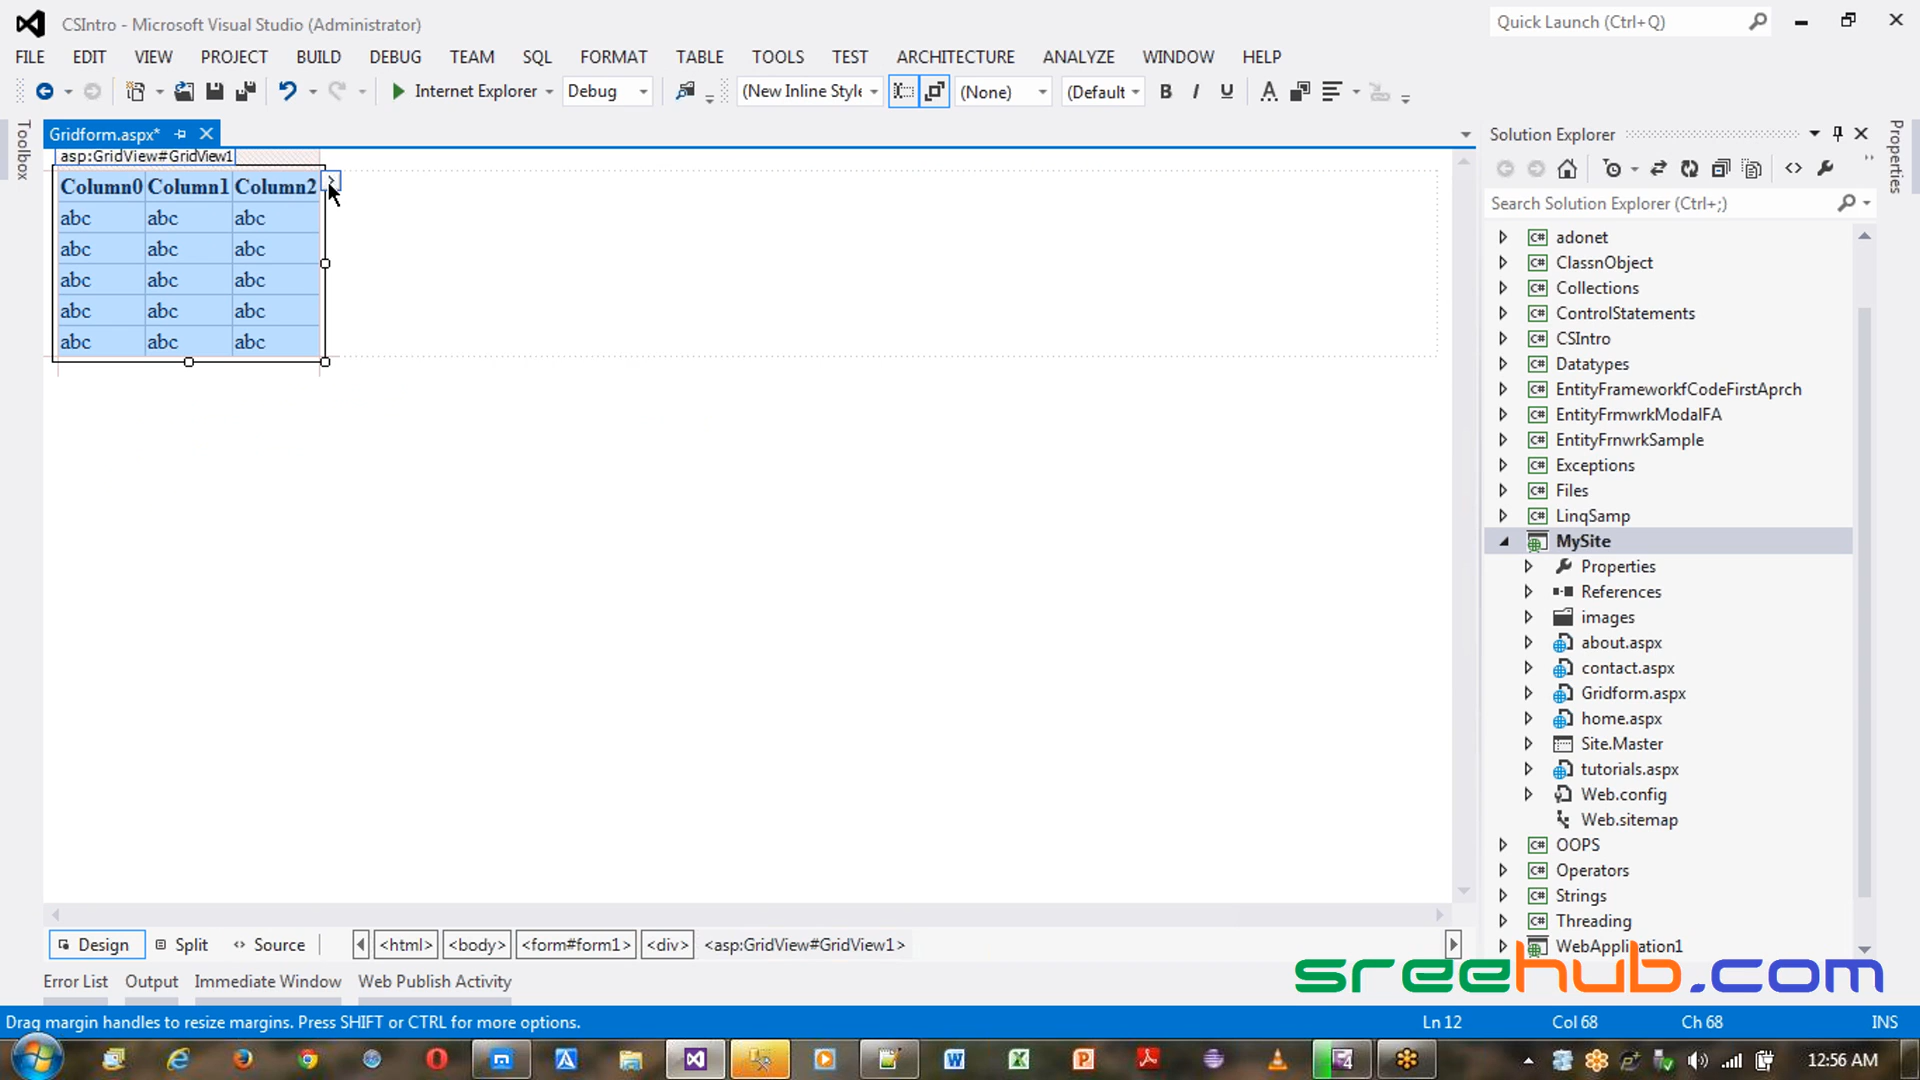 CSIntro - Microsoft Visual Studio (Administrator)
Quick Launch (Ctrl+Q)
FILE EDIT VIEW PROJECT BUILD DEBUG TEAM SQL FORMAT TABLE TOOLS TEST ARCHITECTURE ANALYZE WINDOW HELP
Internet Explorer Debug (New Inline Style (None) (Default B I U A
Toolbox
Gridform.aspx*
asp:GridView#GridView1
Column0 Column1 Column2
abc abc abc
abc abc abc
abc abc abc
abc abc abc
abc abc abc
Solution Explorer
Properties
Search Solution Explorer (Ctrl+;)
C# adonet
C# ClassnObject
C# Collections
C# ControlStatements
C# CSIntro
C# Datatypes
C# EntityFrameworkfCodeFirstAprch
C# EntityFrmwrkModalFA
C# EntityFrnwrkSample
C# Exceptions
C# Files
C# LinqSamp
MySite
Properties
References
images
about.aspx
contact.aspx
Gridform.aspx
home.aspx
Site.Master
tutorials.aspx
Web.config
Web.sitemap
C# OOPS
C# Operators
C# Strings
C# Threading
WebApplication1
Design Split Source <html> <body> <form#form1> <div> <asp:GridView#GridView1>
Error List Output Immediate Window Web Publish Activity
sreehub.com
Drag margin handles to resize margins. Press SHIFT or CTRL for more options. Ln 12 Col 68 Ch 68 INS
12:56 AM